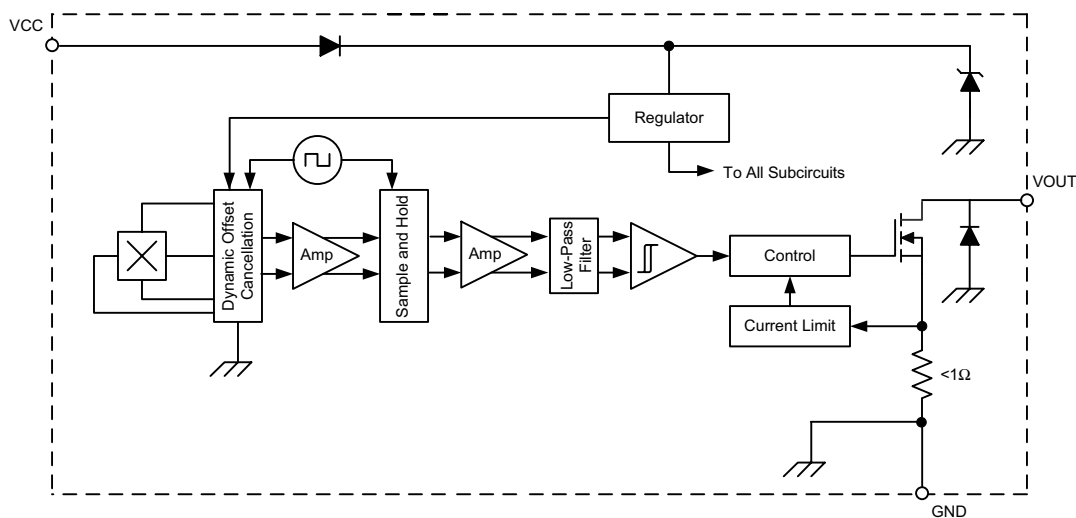 VCC
Regulator
To All Subcircuits
VOUT
Dynamic Offset
Cancellation
Amp
Sample and Hold
Amp
Low-Pass
Filter
Control
Current Limit
<1Ω
GND